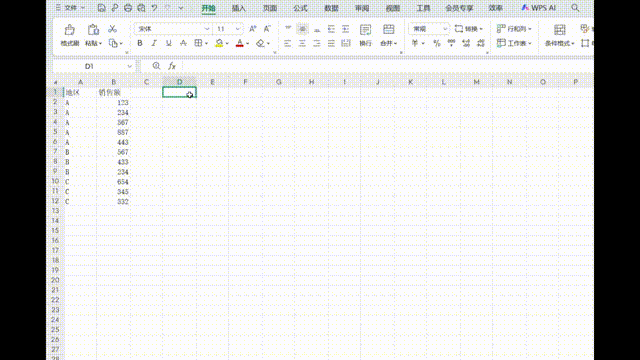 文件 开始 插入 页面 公式 数据 审阅 视图 工具 会员专享 效率 WPS AI
宋体 11 常规 转换 行和列
格式刷 粘贴 B I U A 换行 合并 ¥ 工作表 条件格式
D1 fx
A B C D E F G H I J K L M N O P
1 地区 销售额
2 A 123
3 A 234
4 A 567
5 A 887
6 A 443
7 B 567
8 B 433
9 B 234
10 C 654
11 C 345
12 C 332
13
14
15
16
17
18
19
20
21
22
23
24
25
26
27
28